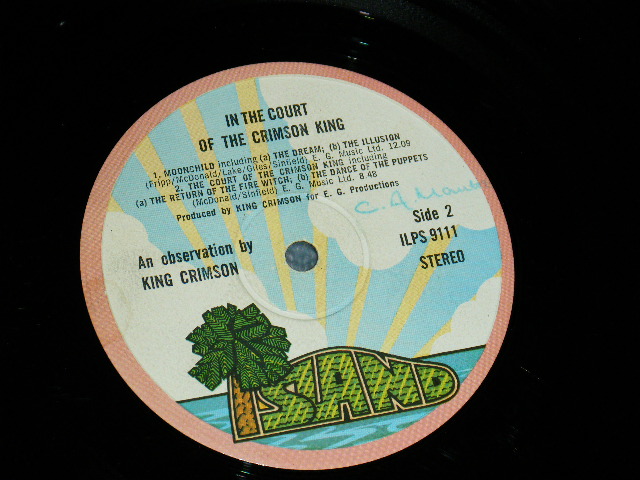 IN THE COURT
OF THE CRIMSON KING
1. MOONCHILD including (a) THE DREAM; (b) THE ILLUSION
(Fripp/McDonald/Lake/Giles/Sinfield) E. G. Music Ltd. 12.09
2. THE COURT OF THE CRIMSON KING including
(a) THE RETURN OF THE FIRE WITCH; (b) THE DANCE OF THE PUPPETS
(McDonald/Sinfield) E. G. Music Ltd. 8 48
Produced by KING CRIMSON for E. G. Productions
C. A
An observation by
KING CRIMSON
Side 2
ILPS 9111
STEREO
ISLAND